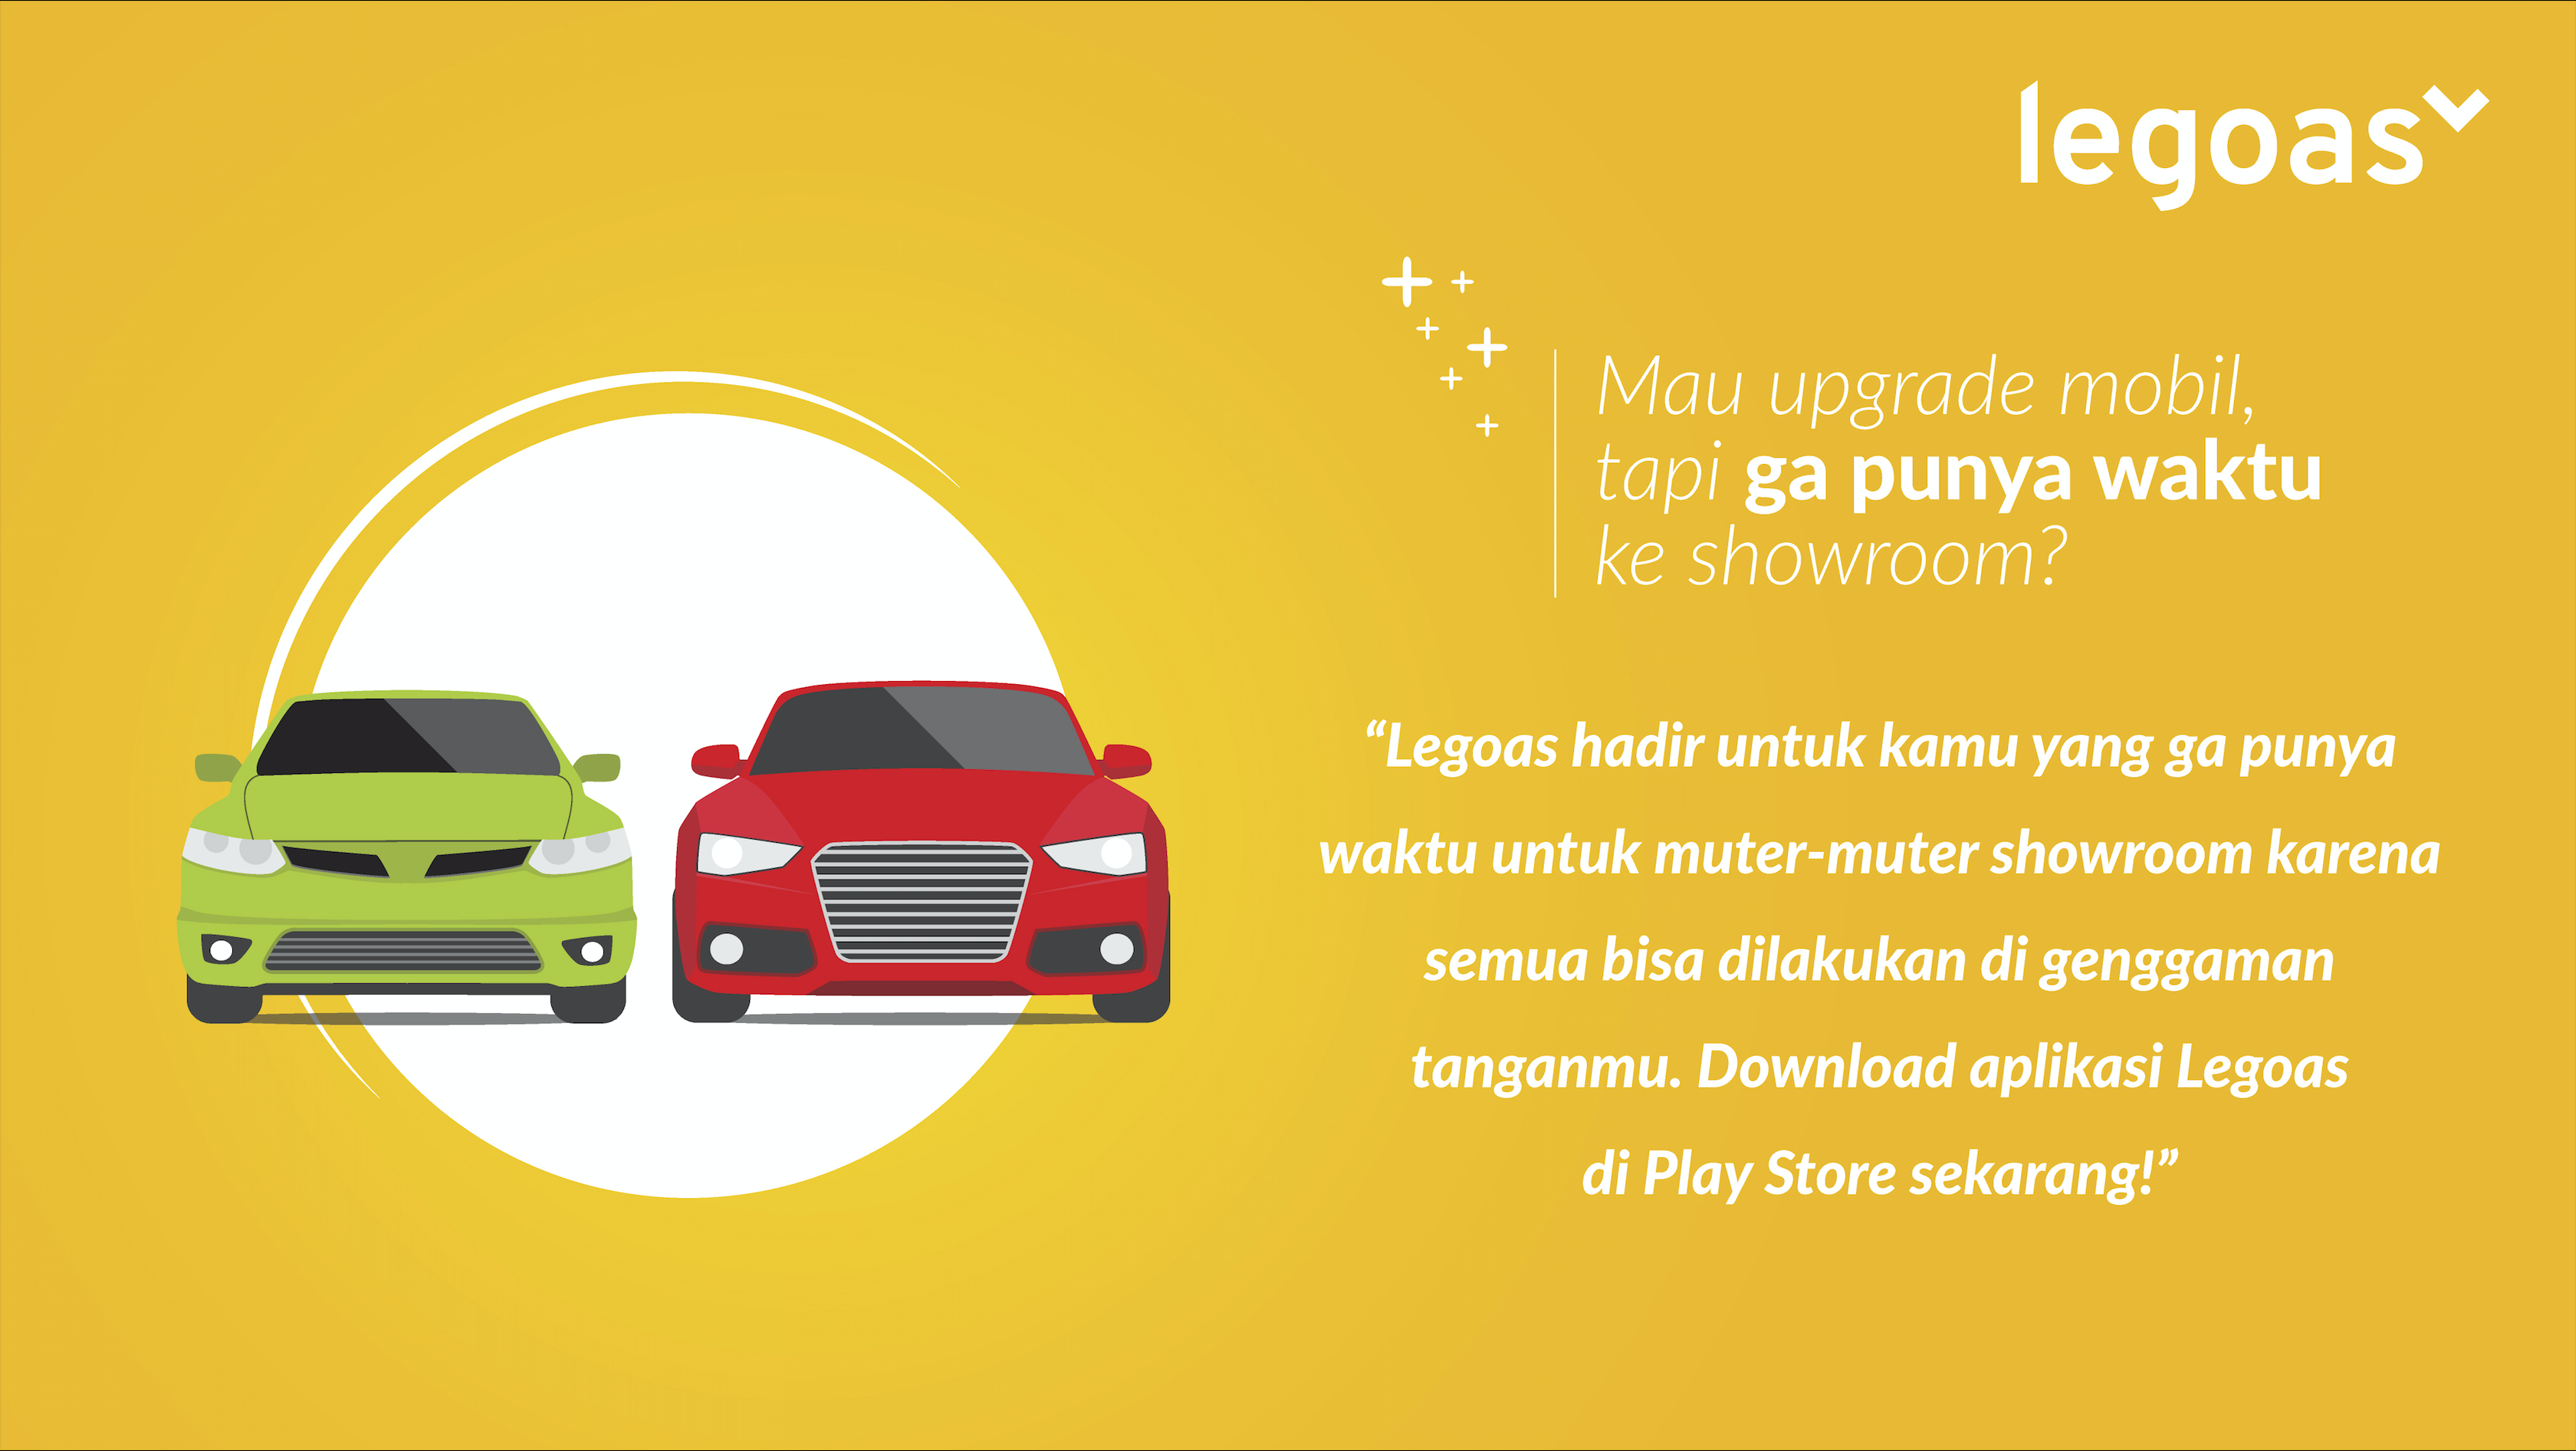 legoas
Mau upgrade mobil,
tapi ga punya waktu
ke showroom?
“Legoas hadir untuk kamu yang ga punya
waktu untuk muter-muter showroom karena
semua bisa dilakukan di genggaman
tanganmu. Download aplikasi Legoas
di Play Store sekarang!”